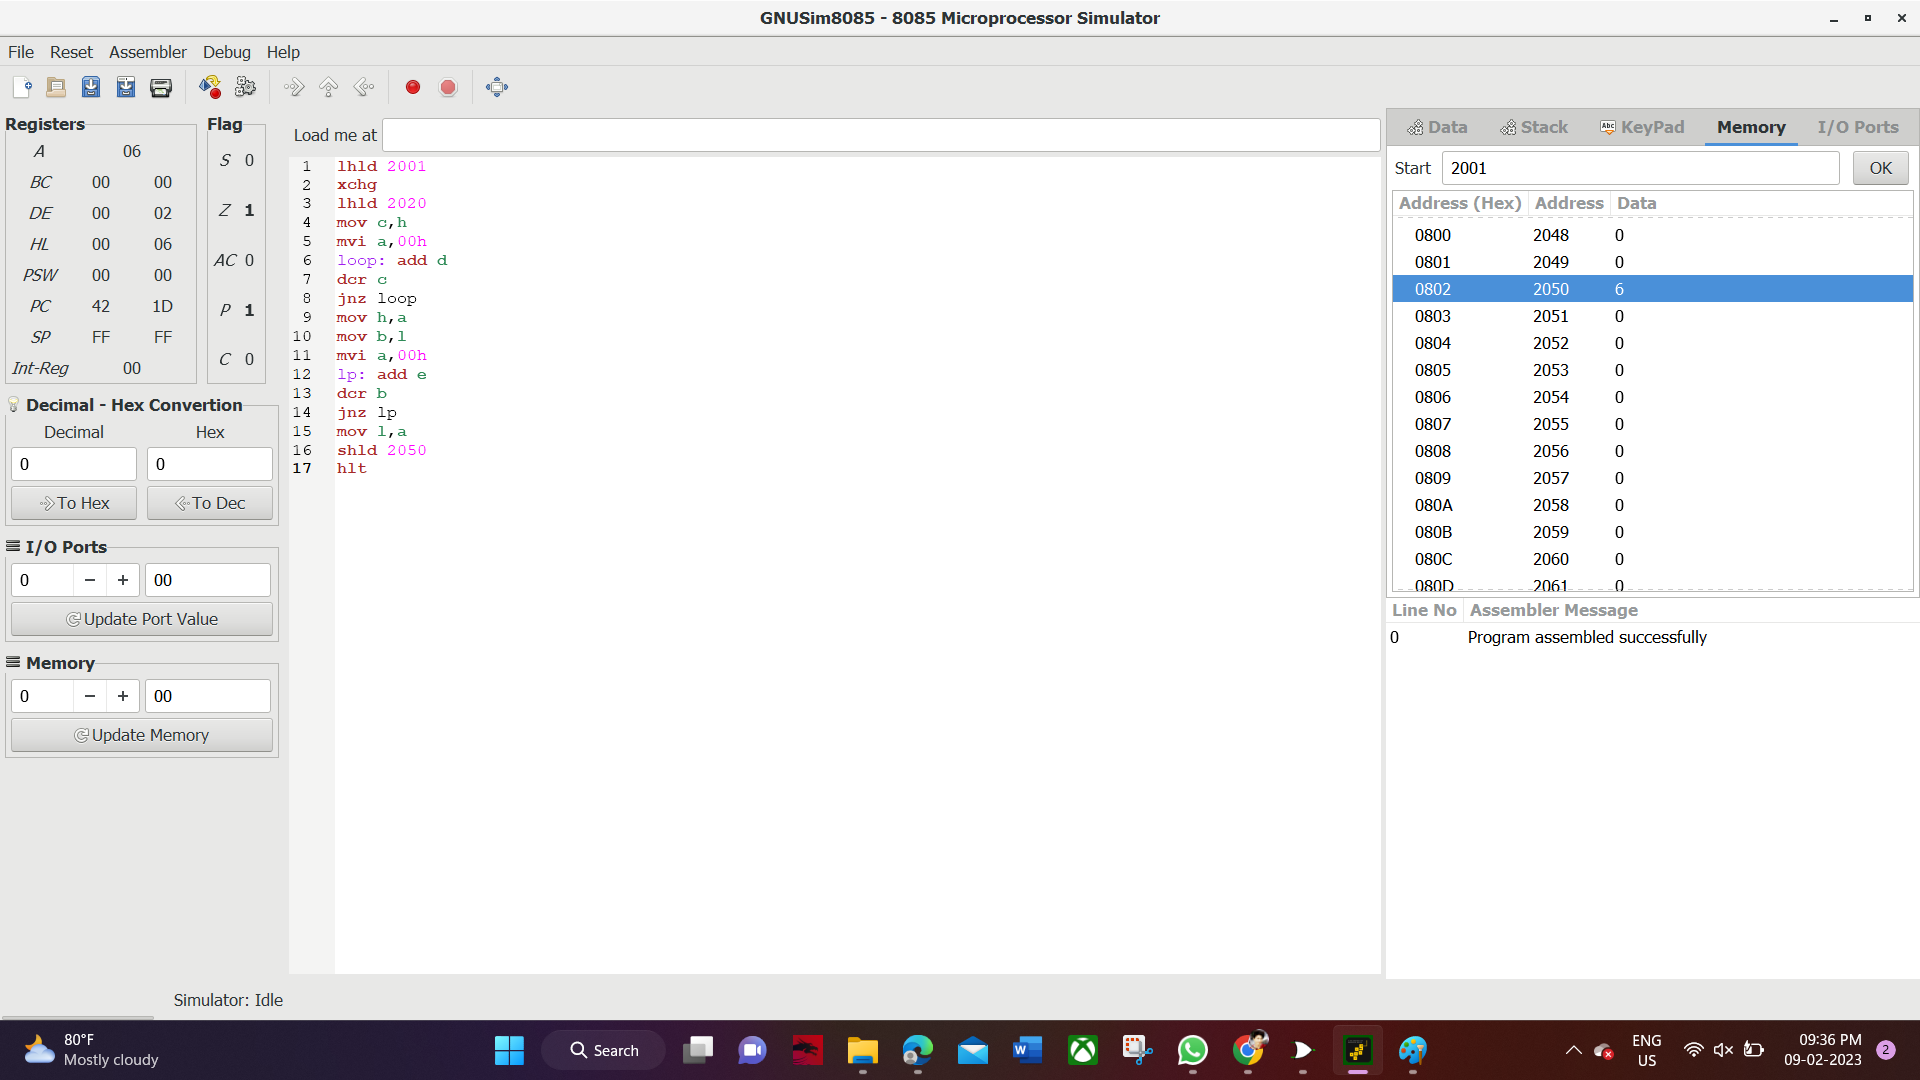 GNUSim8085 - 8085 Microprocessor Simulator
File Reset Assembler Debug Help
Registers
A 06
BC 00 00
DE 00 02
HL 00 06
PSW 00 00
PC 42 1D
SP FF FF
Int-Reg 00
Flag
S 0
Z 1
AC 0
P 1
C 0
Decimal - Hex Convertion
Decimal Hex
0 0
To Hex To Dec
I/O Ports
0 − + 00
Update Port Value
Memory
0 − + 00
Update Memory
Load me at
1 lhld 2001
2 xchg
3 lhld 2020
4 mov c,h
5 mvi a,00h
6 loop: add d
7 dcr c
8 jnz loop
9 mov h,a
10 mov b,l
11 mvi a,00h
12 lp: add e
13 dcr b
14 jnz lp
15 mov l,a
16 shld 2050
17 hlt
Data Stack Abc KeyPad Memory I/O Ports
Start 2001 OK
Address (Hex) Address Data
0800 2048 0
0801 2049 0
0802 2050 6
0803 2051 0
0804 2052 0
0805 2053 0
0806 2054 0
0807 2055 0
0808 2056 0
0809 2057 0
080A 2058 0
080B 2059 0
080C 2060 0
080D 2061 0
Line No Assembler Message
0 Program assembled successfully
Simulator: Idle
80°F
Mostly cloudy
Search
ENG
US
09:36 PM
09-02-2023
2